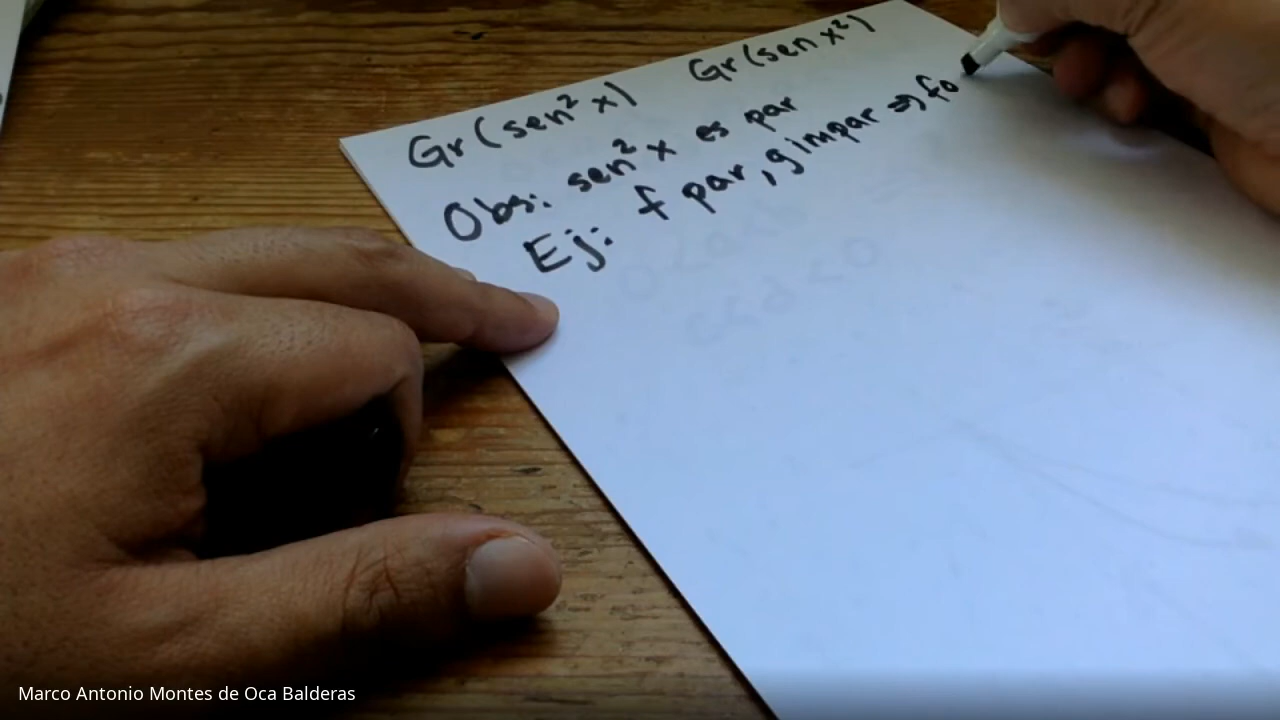 Gr(sen² x) Gr(sen x²)
Obs: sen² x es par
Ej: f par, g impar ⇒ fo
Marco Antonio Montes de Oca Balderas